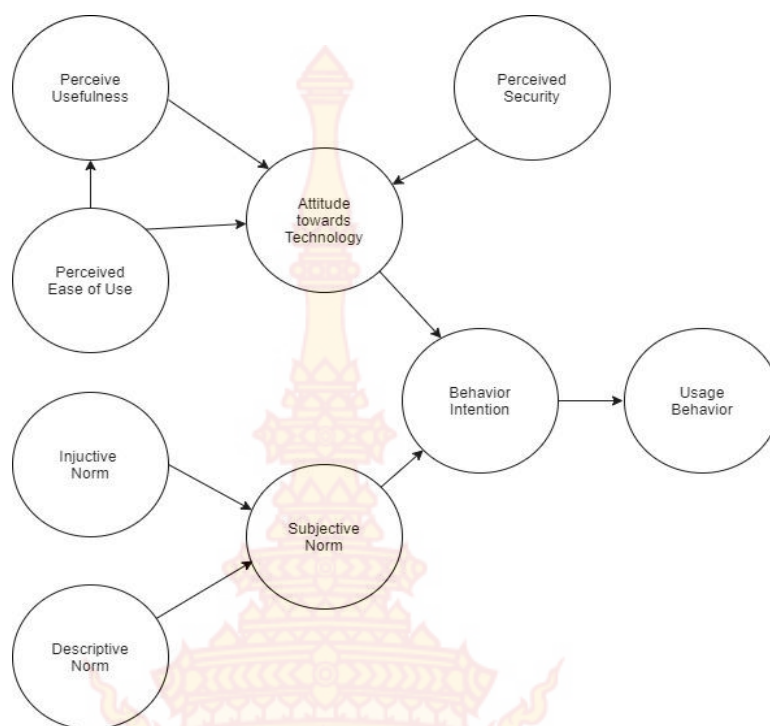 Perceive
Usefulness
Perceived
Security
Attitude
towards
Technology
Perceived
Ease of Use
Behavior
Intention
Usage
Behavior
Injuctive
Norm
Subjective
Norm
Descriptive
Norm